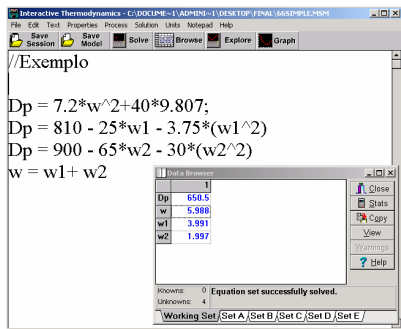 Interactive Thermodynamics - C:\DOCUME~1\ADMINI~1\DESKTOP\FINAL\66SIMPLE.MSM
File Edit Text Properties Process Solution Units Notepad Help
Save Session Save Model Solve Browse Explore Graph
//Exemplo
Dp = 7.2*w^2+40*9.807;
Dp = 810 - 25*w1 - 3.75*(w1^2)
Dp = 900 - 65*w2 - 30*(w2^2)
w = w1+ w2
Data Browser
1
Dp 650.5
w 5.988
w1 3.991
w2 1.997
Close
Stats
Copy
View
Warnings
Help
Knowns: 0 Equation set successfully solved.
Unknowns: 4
Working Set Set A Set B Set C Set D Set E